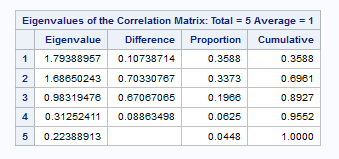 Eigenvalues of the Correlation Matrix: Total = 5 Average = 1
Eigenvalue Difference Proportion Cumulative
1 1.79388957 0.10738714 0.3588 0.3588
2 1.68650243 0.70330767 0.3373 0.6961
3 0.98319476 0.67067065 0.1966 0.8927
4 0.31252411 0.08863498 0.0625 0.9552
5 0.22388913 0.0448 1.0000